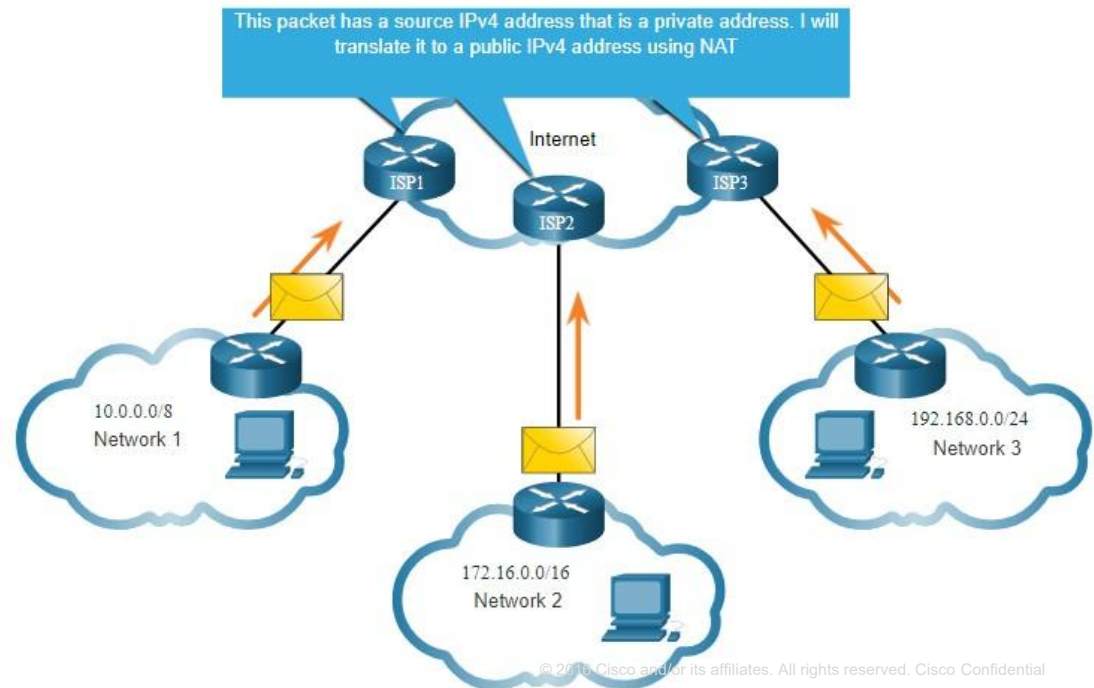 This packet has a source IPv4 address that is a private address. I will
translate it to a public IPv4 address using NAT
Internet
ISP1
ISP3
ISP2
10.0.0.0/8
Network 1
192.168.0.0/24
Network 3
172.16.0.0/16
Network 2
© 2016 Cisco and/or its affiliates. All rights reserved. Cisco Confidential